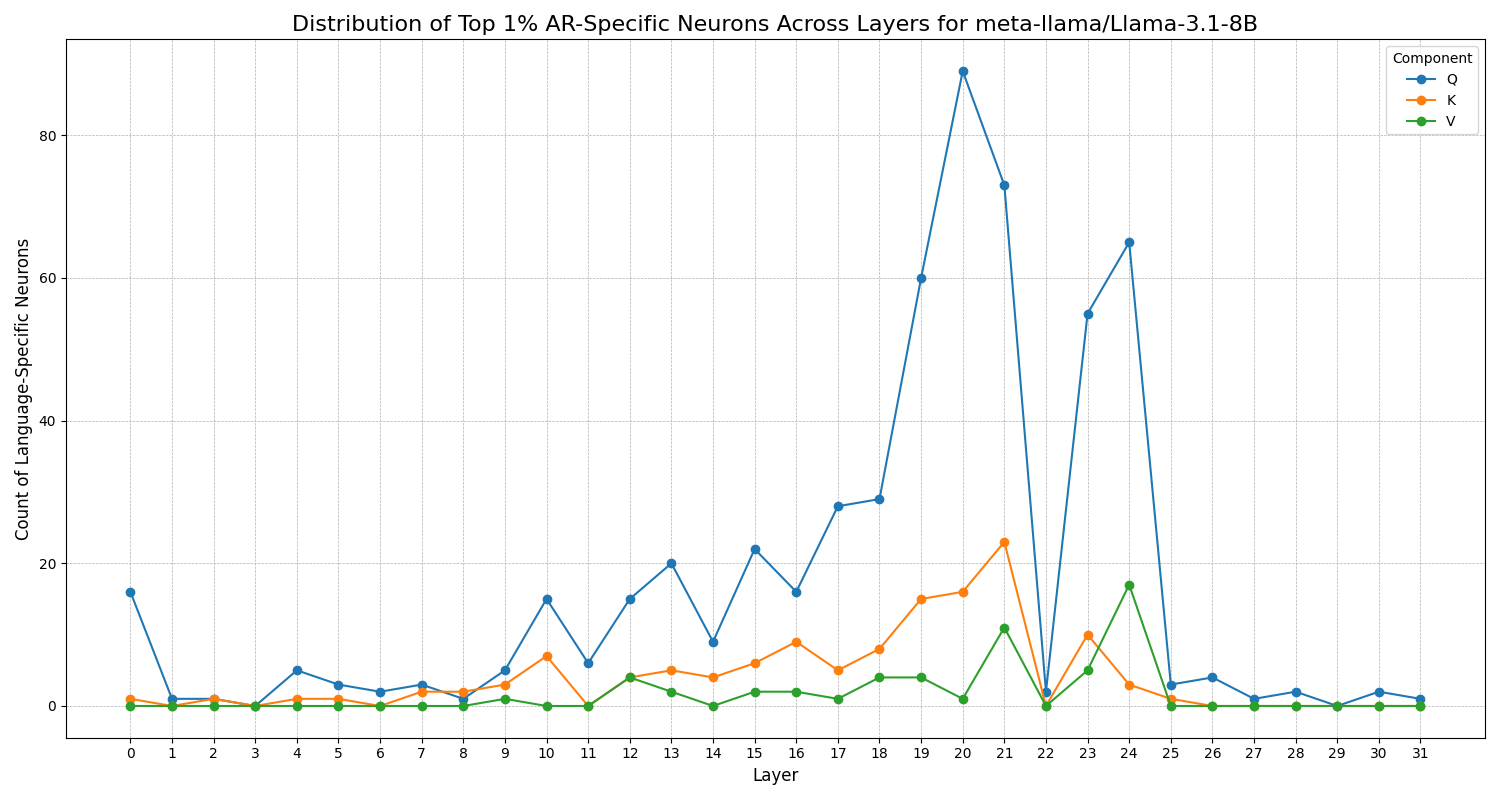 Distribution of Top 1% AR-Specific Neurons Across Layers for meta-llama/Llama-3.1-8B
Component
Q
K
V
Count of Language-Specific Neurons
80
60
40
20
0
0 1 2 3 4 5 6 7 8 9 10 11 12 13 14 15 16 17 18 19 20 21 22 23 24 25 26 27 28 29 30 31
Layer